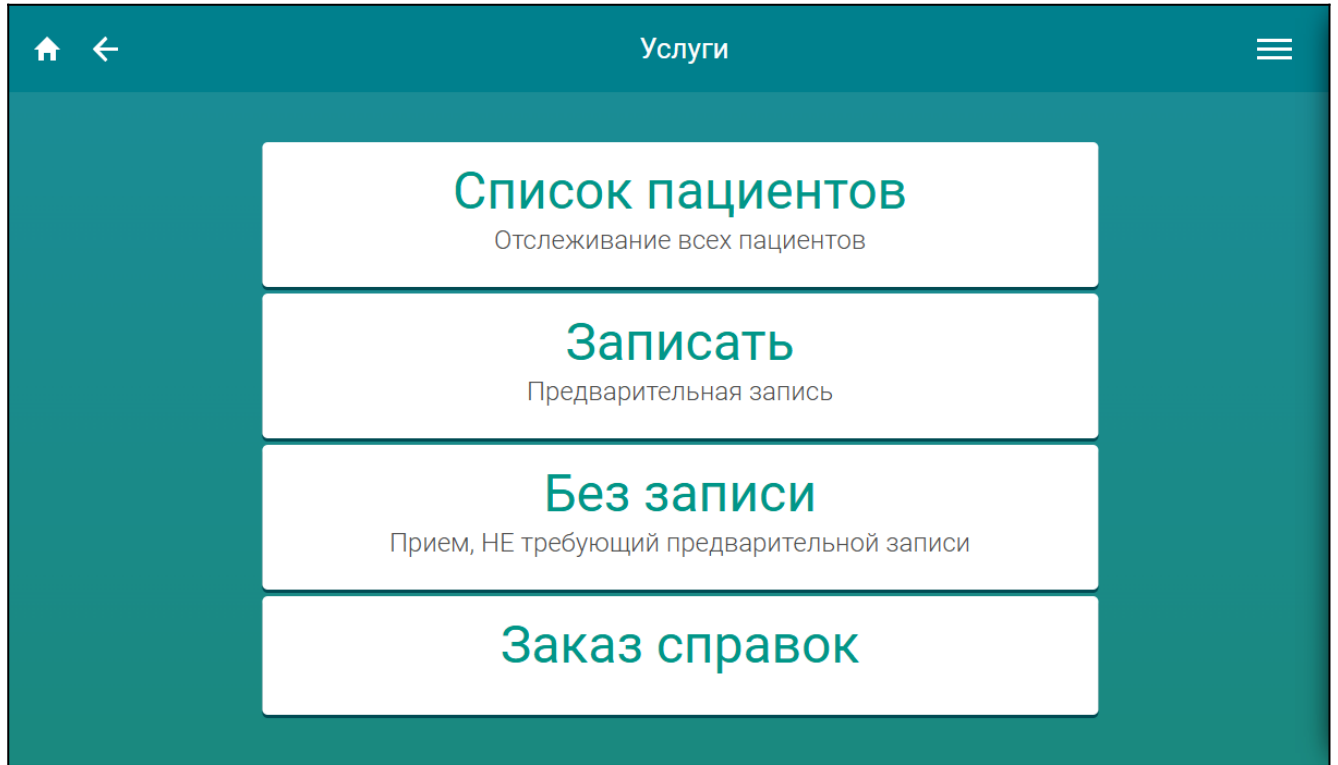 Услуги
Список пациентов
Отслеживание всех пациентов
Записать
Предварительная запись
Без записи
Прием, НЕ требующий предварительной записи
Заказ справок